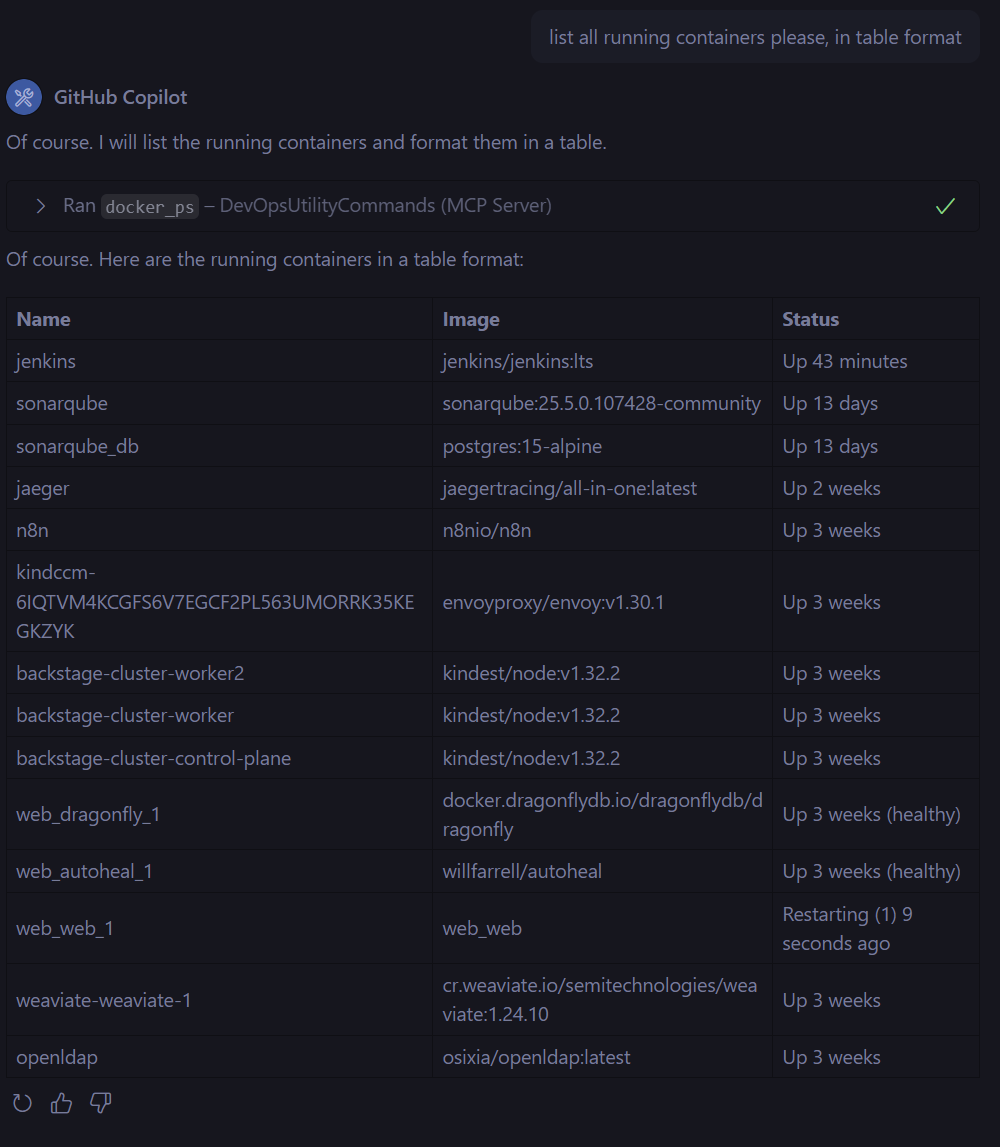 list all running containers please, in table format
GitHub Copilot
Of course. I will list the running containers and format them in a table.
Ran docker_ps – DevOpsUtilityCommands (MCP Server)
Of course. Here are the running containers in a table format:
Name Image Status
jenkins jenkins/jenkins:lts Up 43 minutes
sonarqube sonarqube:25.5.0.107428-community Up 13 days
sonarqube_db postgres:15-alpine Up 13 days
jaeger jaegertracing/all-in-one:latest Up 2 weeks
n8n n8nio/n8n Up 3 weeks
kindccm-
6IQTVM4KCGFS6V7EGCF2PL563UMORRK35KE envoyproxy/envoy:v1.30.1 Up 3 weeks
GKZYK
backstage-cluster-worker2 kindest/node:v1.32.2 Up 3 weeks
backstage-cluster-worker kindest/node:v1.32.2 Up 3 weeks
backstage-cluster-control-plane kindest/node:v1.32.2 Up 3 weeks
web_dragonfly_1 docker.dragonflydb.io/dragonflydb/d Up 3 weeks (healthy)
ragonfly
web_autoheal_1 willfarrell/autoheal Up 3 weeks (healthy)
web_web_1 web_web Restarting (1) 9
seconds ago
weaviate-weaviate-1 cr.weaviate.io/semitechnologies/wea Up 3 weeks
viate:1.24.10
openldap osixia/openldap:latest Up 3 weeks